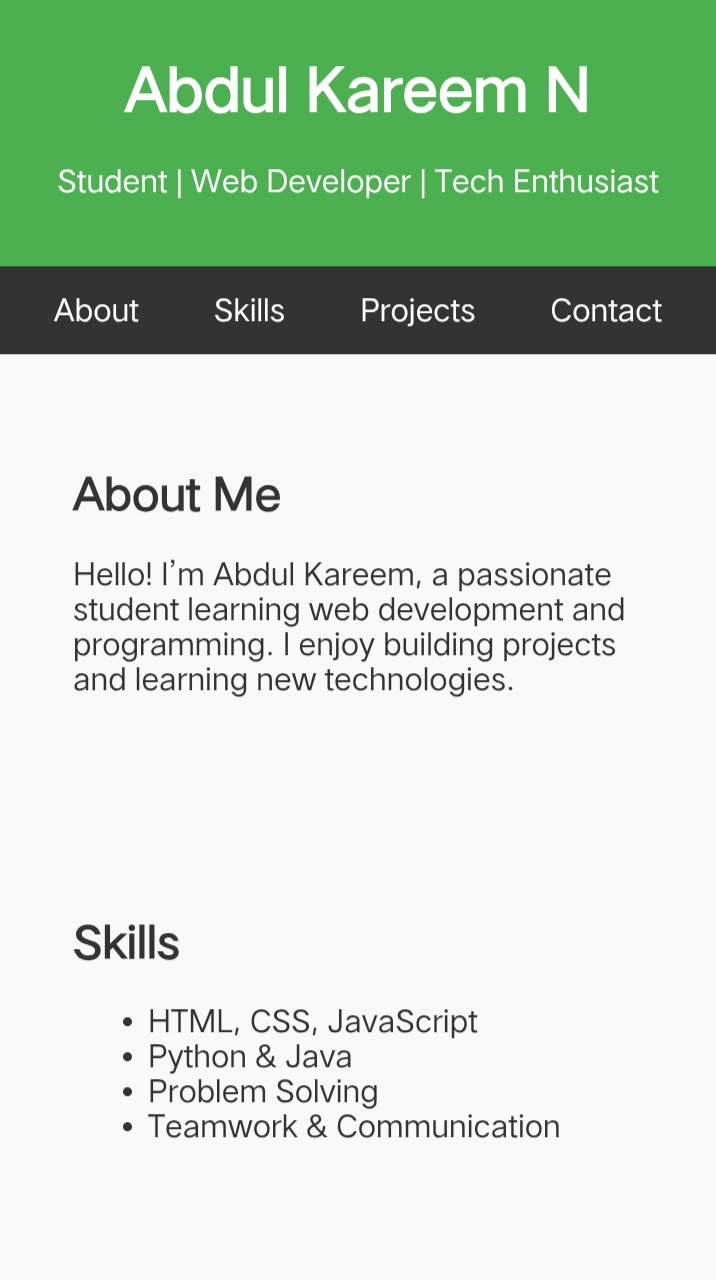 Abdul Kareem N
Student | Web Developer | Tech Enthusiast
About Skills Projects Contact
About Me
Hello! I’m Abdul Kareem, a passionate
student learning web development and
programming. I enjoy building projects
and learning new technologies.
Skills
• HTML, CSS, JavaScript
• Python & Java
• Problem Solving
• Teamwork & Communication